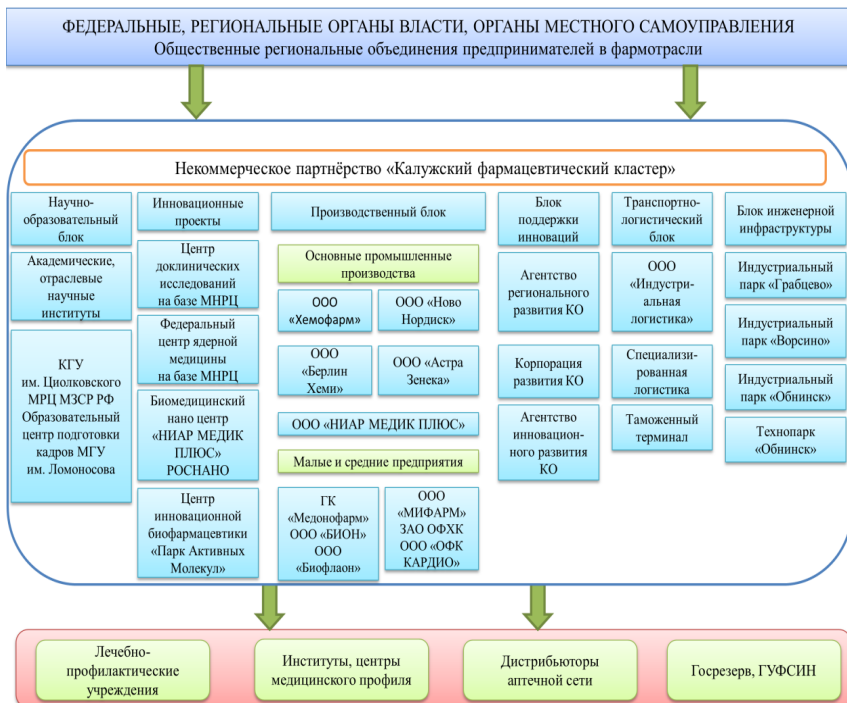 ФЕДЕРАЛЬНЫЕ, РЕГИОНАЛЬНЫЕ ОРГАНЫ ВЛАСТИ, ОРГАНЫ МЕСТНОГО САМОУПРАВЛЕНИЯ
Общественные региональные объединения предпринимателей в фармотрасли
Некоммерческое партнёрство «Калужский фармацевтический кластер»
Научно-
образовательный
блок
Академические,
отраслевые
научные
институты
КГУ
им. Циолковского
МРЦ МЗСР РФ
Образовательный
центр подготовки
кадров МГУ
им. Ломоносова
Инновационные
проекты
Центр
доклинических
исследований
на базе МНРЦ
Федеральный
центр ядерной
медицины
на базе МНРЦ
Биомедицинский
нано центр
«НИАР МЕДИК
ПЛЮС»
РОСНАНО
Центр
инновационной
биофармацевтики
«Парк Активных
Молекул»
Производственный блок
Основные промышленные
производства
ООО
«Хемофарм»
ООО «Ново
Нордиск»
ООО
«Берлин
Хеми»
ООО «Астра
Зенека»
ООО «НИАР МЕДИК ПЛЮС»
Малые и средние предприятия
ГК
«Медонофарм»
ООО «БИОН»
ООО
«Биофлаон»
ООО
«МИФАРМ»
ЗАО ОФХК
ООО «ОФК
КАРДИО»
Блок
поддержки
инноваций
Агентство
регионального
развития КО
Корпорация
развития КО
Агентство
инновацион-
ного развития
КО
Транспортно-
логистический
блок
ООО
«Индустри-
альная
логистика»
Специализи-
рованная
логистика
Таможенный
терминал
Блок инженерной
инфраструктуры
Индустриальный
парк «Грабцево»
Индустриальный
парк «Ворсино»
Индустриальный
парк «Обнинск»
Технопарк
«Обнинск»
Лечебно-
профилактические
учреждения
Институты, центры
медицинского профиля
Дистрибьюторы
аптечной сети
Госрезерв, ГУФСИН